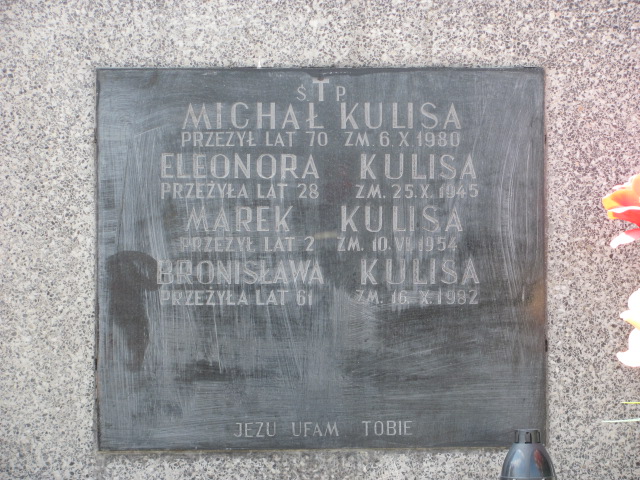 Ś P
MICHAŁ KULISA
PRZEŻYŁ LAT 70 ZM. 6. X. 1980
ELEONORA KULISA
PRZEŻYŁA LAT 28 ZM. 25. X. 1945
MAREK KULISA
PRZEŻYŁ LAT 2 ZM. 10. VI. 1954
BRONISŁAWA KULISA
PRZEŻYŁA LAT 61 ZM. 16. X. 1982
JEZU UFAM TOBIE